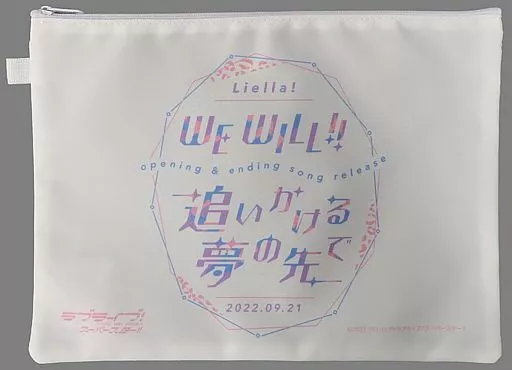 Liella!
WE WILL!!
opening & ending song release
追いかける
夢の先で
2022.09.21
ラブライブ!
スーパースター!!